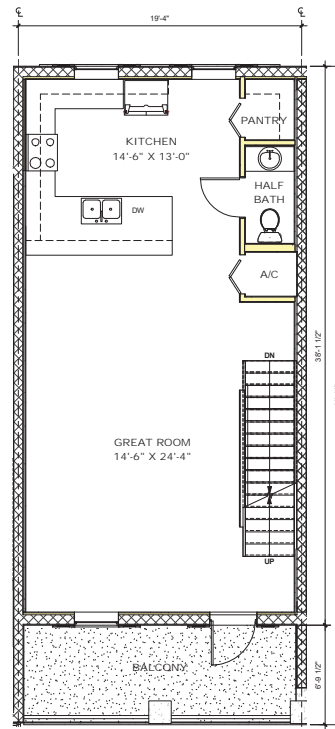 19'-4"
PANTRY
KITCHEN
14'-6" X 13'-0"
HALF
BATH
DW
A/C
38'-1 1/2"
DN
GREAT ROOM
14'-6" X 24'-4"
UP
BALCONY
6'-9 1/2"